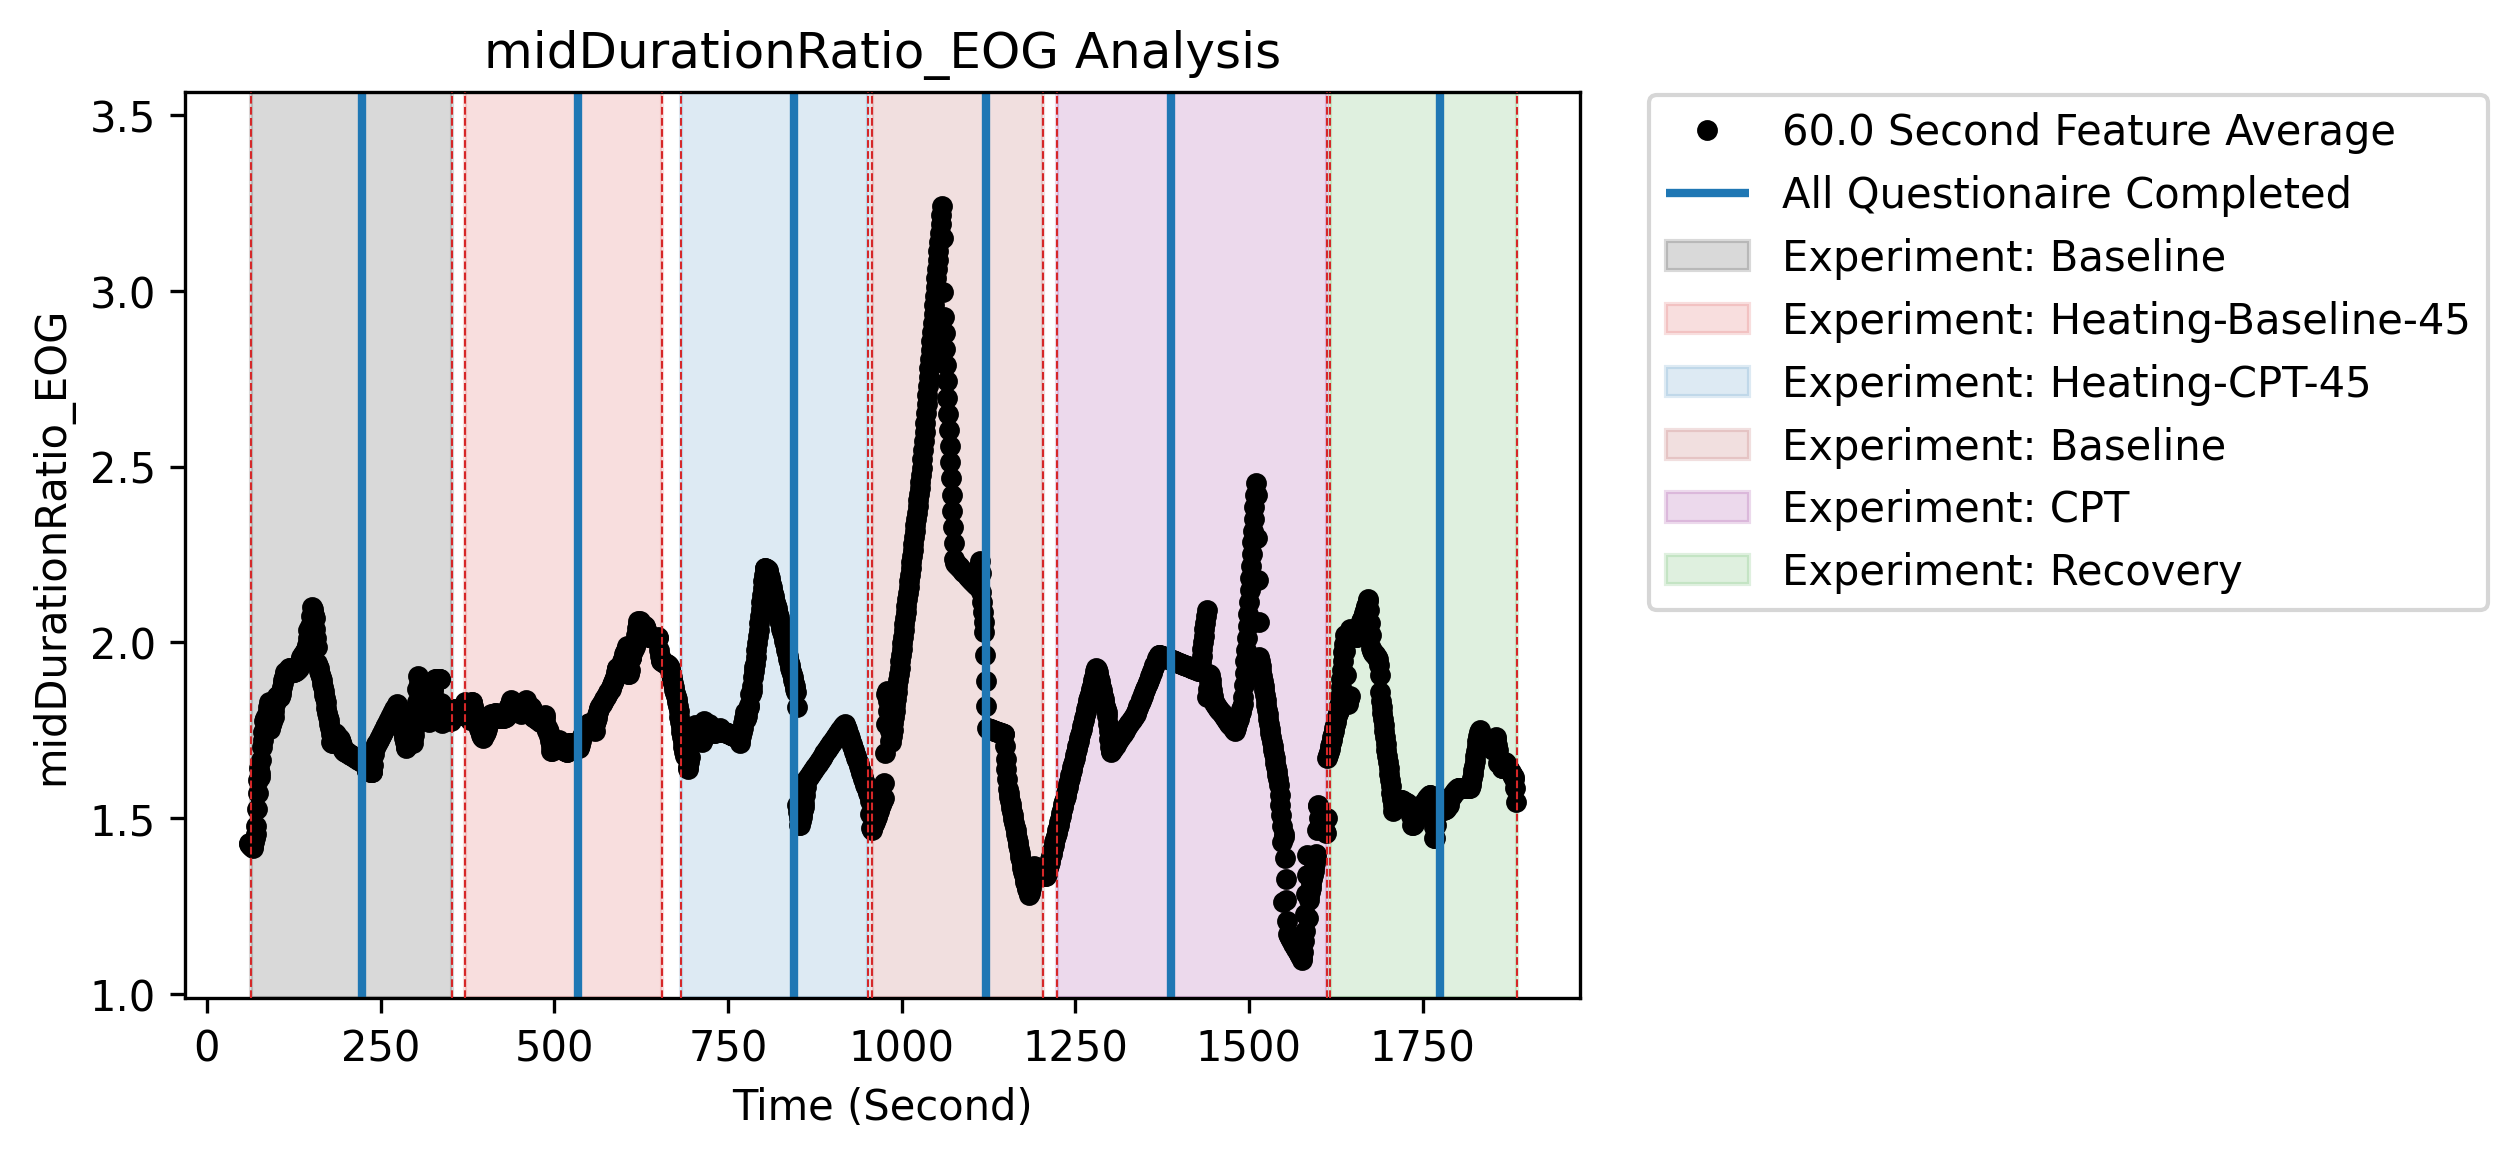 midDurationRatio_EOG Analysis
3.5
3.0
2.5
2.0
1.5
1.0
midDurationRatio_EOG
0 250 500 750 1000 1250 1500 1750
Time (Second)
60.0 Second Feature Average
All Questionaire Completed
Experiment: Baseline
Experiment: Heating-Baseline-45
Experiment: Heating-CPT-45
Experiment: Baseline
Experiment: CPT
Experiment: Recovery